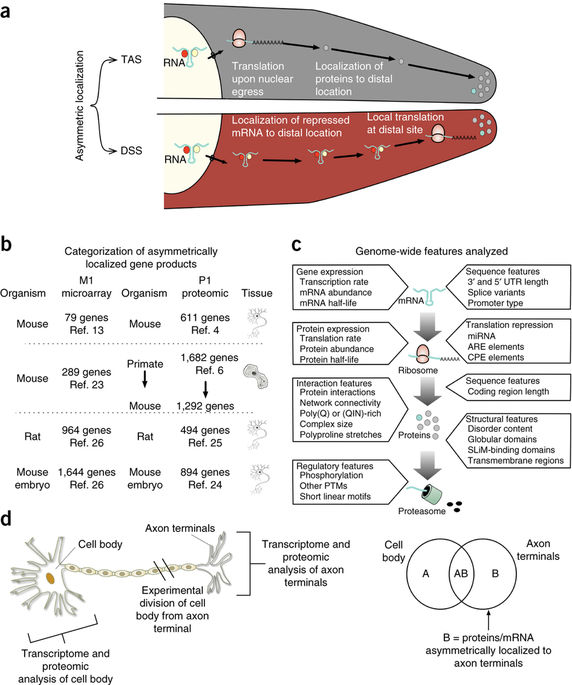 a
Asymmetric localization
TAS
RNA
Translation
upon nuclear
egress
Localization of
proteins to distal
location
DSS
RNA
Localization of repressed
mRNA to distal location
Local translation
at distal site
b
Categorization of asymmetrically
localized gene products
Organism
M1
microarray
Organism
P1
proteomic
Tissue
Mouse
79 genes
Ref. 13
Mouse
611 genes
Ref. 4
Mouse
289 genes
Ref. 23
Primate
1,682 genes
Ref. 6
Mouse
1,292 genes
Rat
964 genes
Ref. 26
Rat
494 genes
Ref. 25
Mouse
embryo
1,644 genes
Ref. 26
Mouse
embryo
894 genes
Ref. 24
c
Genome-wide features analyzed
Gene expression
Transcription rate
mRNA abundance
mRNA half-life
mRNA
Sequence features
3′ and 5′ UTR length
Splice variants
Promoter type
Protein expression
Translation rate
Protein abundance
Protein half-life
AAAAA
Ribosome
Translation repression
miRNA
ARE elements
CPE elements
Interaction features
Protein interactions
Network connectivity
Poly(Q) or (QIN)-rich
Complex size
Polyproline stretches
Sequence features
Coding region length
Proteins
Structural features
Disorder content
Globular domains
SLiM-binding domains
Transmembrane regions
Regulatory features
Phosphorylation
Other PTMs
Short linear motifs
Proteasome
d
Cell body
Axon terminals
Experimental
division of cell
body from axon
terminal
Transcriptome and
proteomic
analysis of cell body
Transcriptome and
proteomic
analysis of axon
terminals
Cell
body
Axon
terminals
A
AB
B
B = proteins/mRNA
asymmetrically localized to
axon terminals